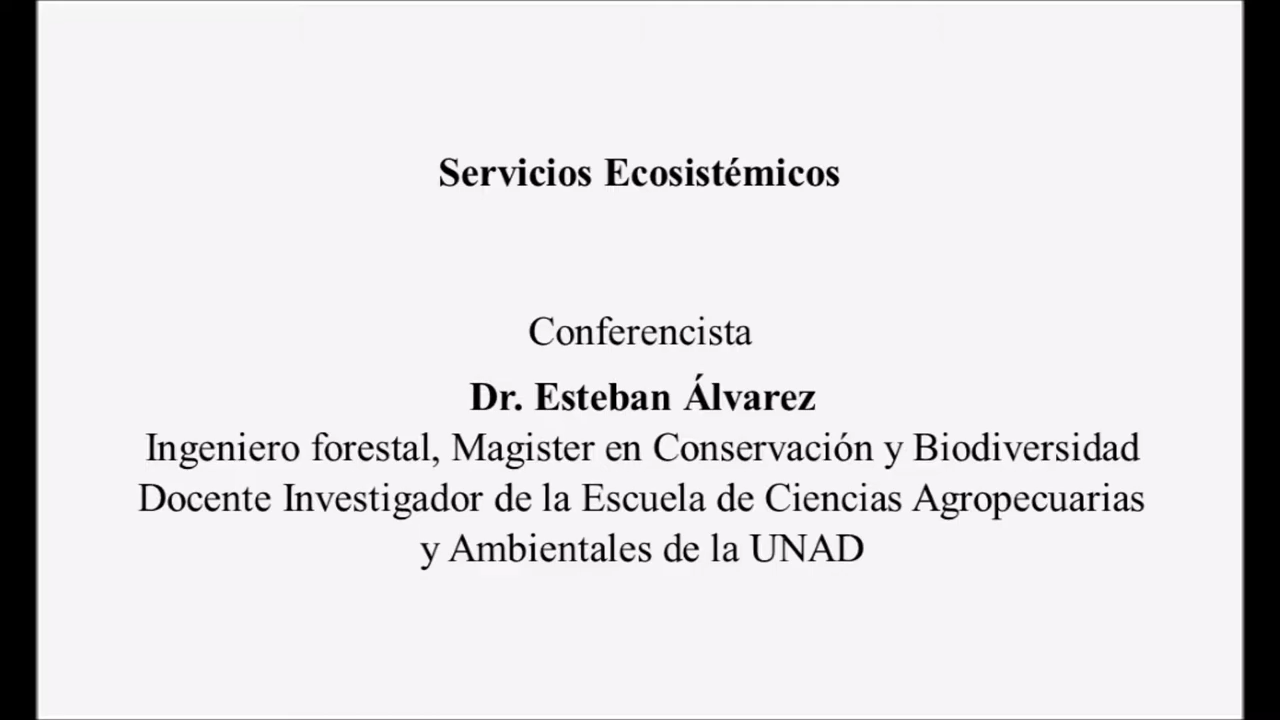 Servicios Ecosistémicos
Conferencista
Dr. Esteban Álvarez
Ingeniero forestal, Magister en Conservación y Biodiversidad
Docente Investigador de la Escuela de Ciencias Agropecuarias
y Ambientales de la UNAD